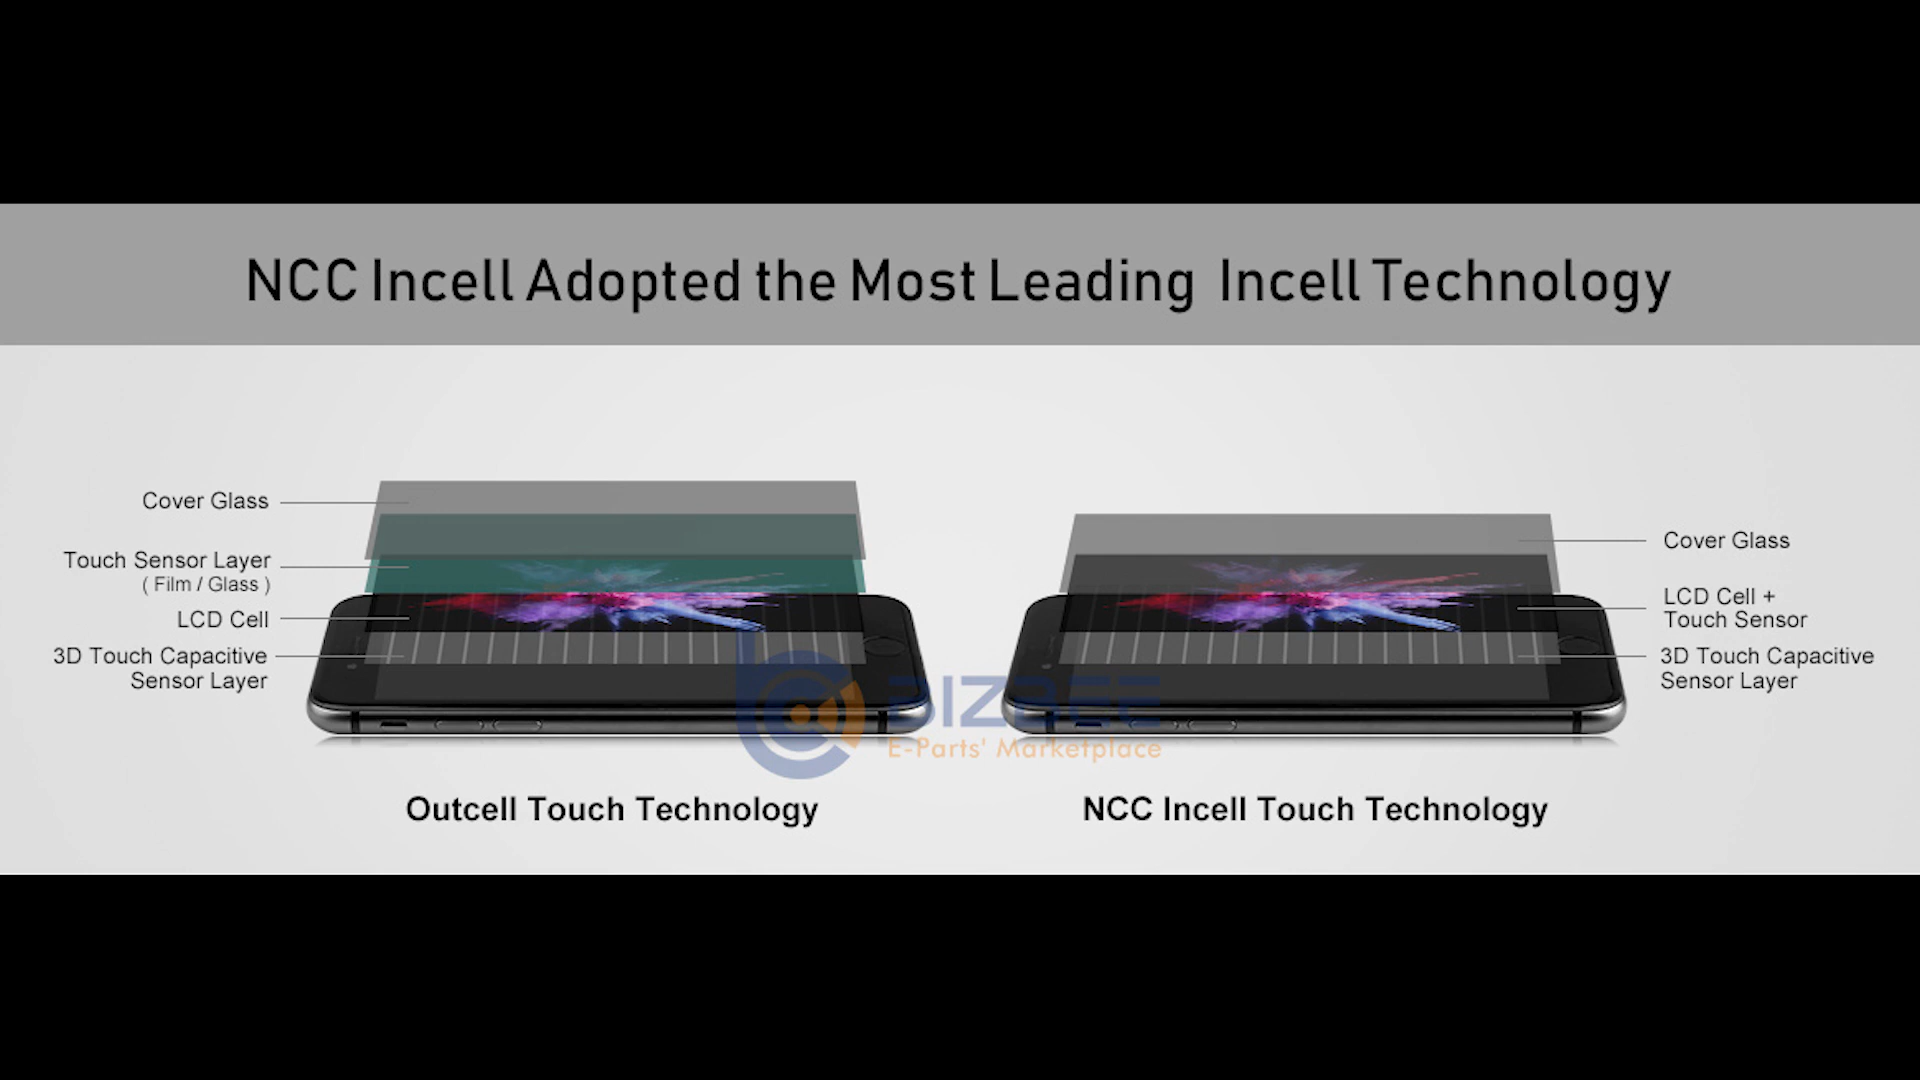 NCC Incell Adopted the Most Leading Incell Technology
Cover Glass
Touch Sensor Layer
( Film / Glass )
LCD Cell
3D Touch Capacitive
Sensor Layer
Outcell Touch Technology
Cover Glass
LCD Cell +
Touch Sensor
3D Touch Capacitive
Sensor Layer
NCC Incell Touch Technology
BIZBEE
E-Parts' Marketplace